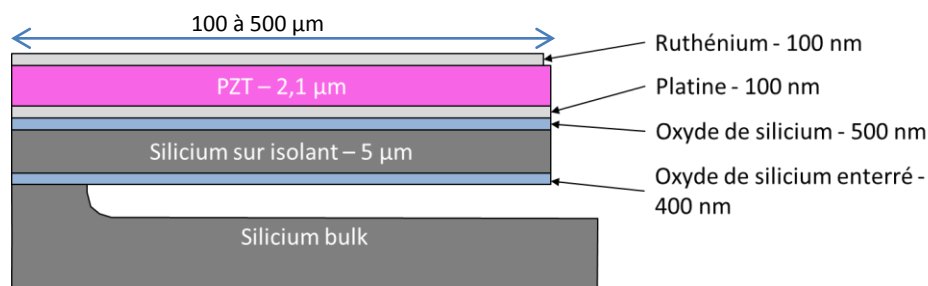 100 à 500 µm
Ruthénium - 100 nm
PZT – 2,1 µm
Platine - 100 nm
Oxyde de silicium - 500 nm
Silicium sur isolant – 5 µm
Oxyde de silicium enterré -
400 nm
Silicium bulk